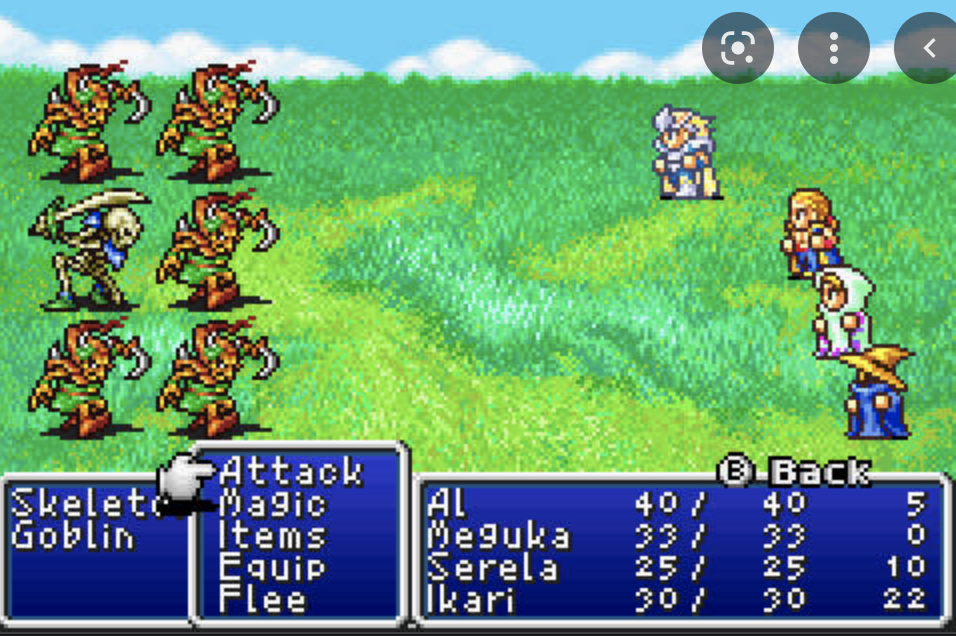 B Back
Attack
Skeleto
Magic
Goblin
Items
Equip
Flee
Al 40/ 40 5
Meguka 33/ 33 0
Serela 25/ 25 10
Ikari 30/ 30 22